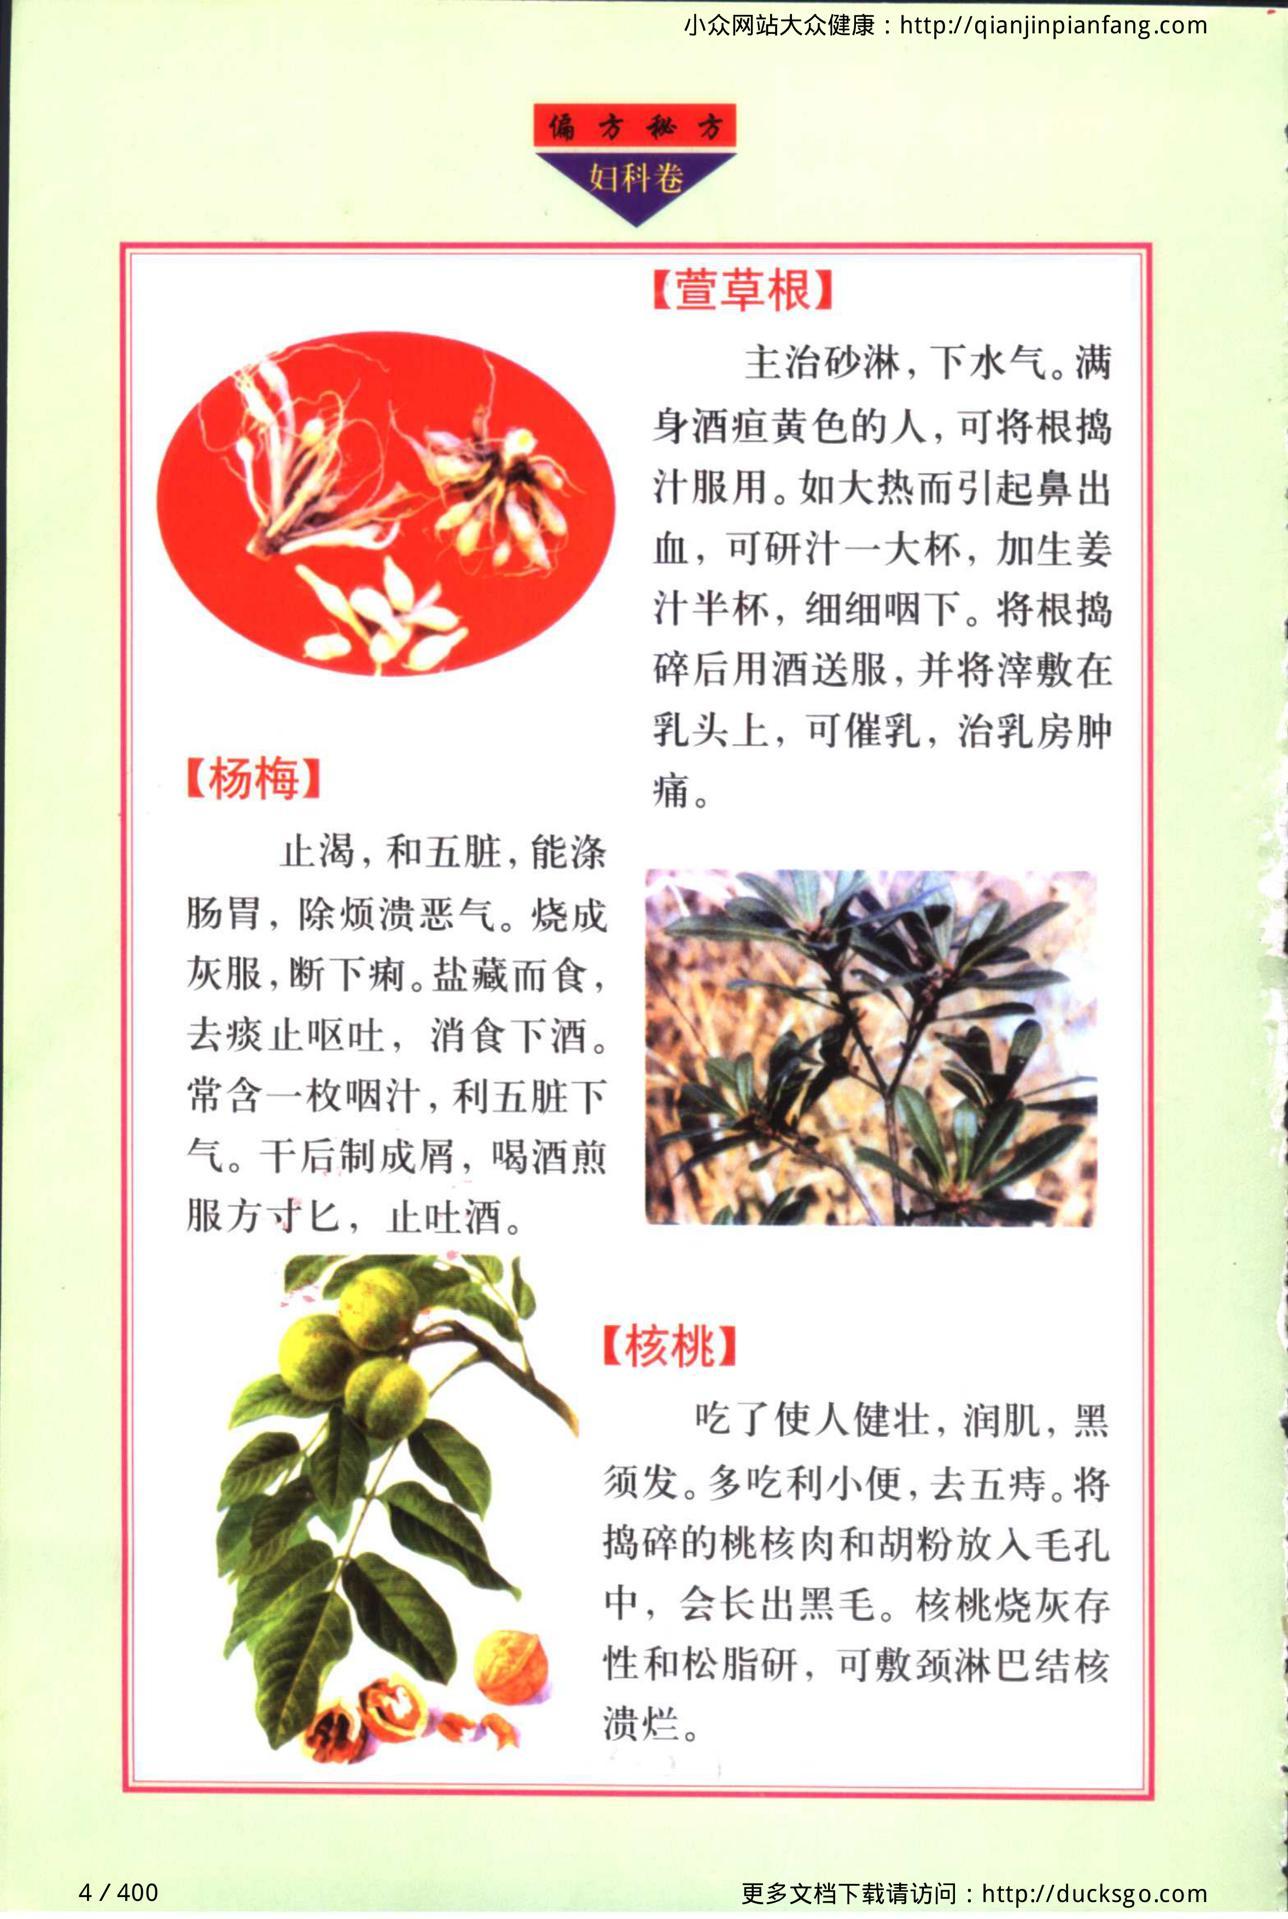 小众网站大众健康：http://qianjinpianfang.com
偏方秘方
妇科卷
【萱草根】
主治砂淋，下水气。满
身酒疸黄色的人，可将根捣
汁服用。如大热而引起鼻出
血，可研汁一大杯，加生姜
汁半杯，细细咽下。将根捣
碎后用酒送服，并将滓敷在
乳头上，可催乳，治乳房肿
痛。
【杨梅】
止渴，和五脏，能涤
肠胃，除烦溃恶气。烧成
灰服，断下痢。盐藏而食，
去痰止呕吐，消食下酒。
常含一枚咽汁，利五脏下
气。干后制成屑，喝酒煎
服方寸匕，止吐酒。
【核桃】
吃了使人健壮，润肌，黑
须发。多吃利小便，去五痔。将
捣碎的桃核肉和胡粉放入毛孔
中，会长出黑毛。核桃烧灰存
性和松脂研，可敷颈淋巴结核
溃烂。
4 / 400
更多文档下载请访问：http://ducksgo.com